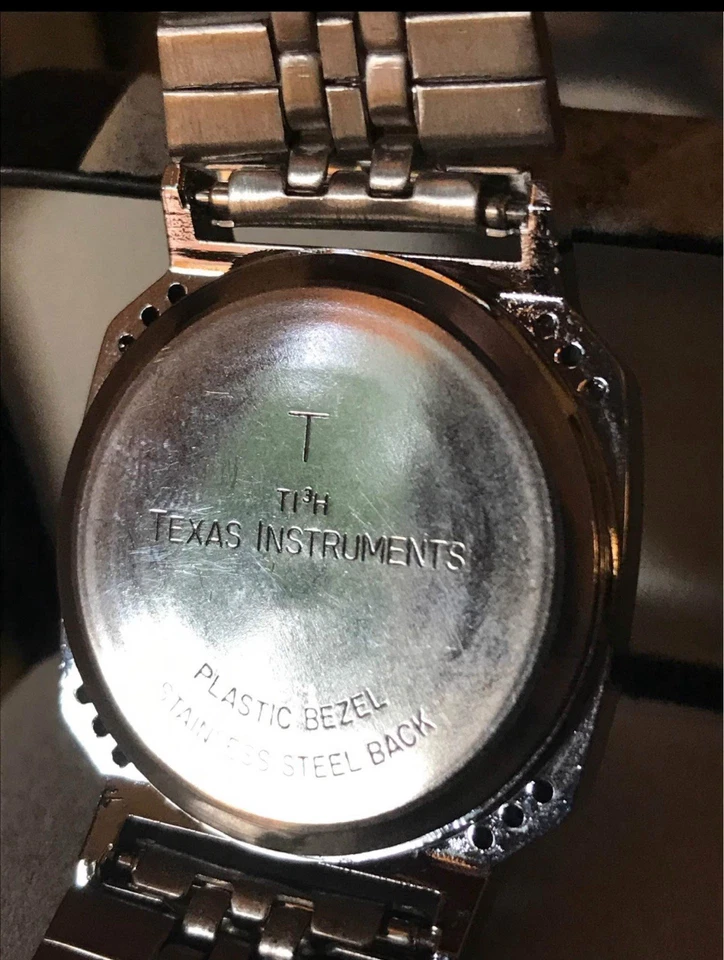 T
TI³H
TEXAS INSTRUMENTS
PLASTIC BEZEL
STAINLESS STEEL BACK